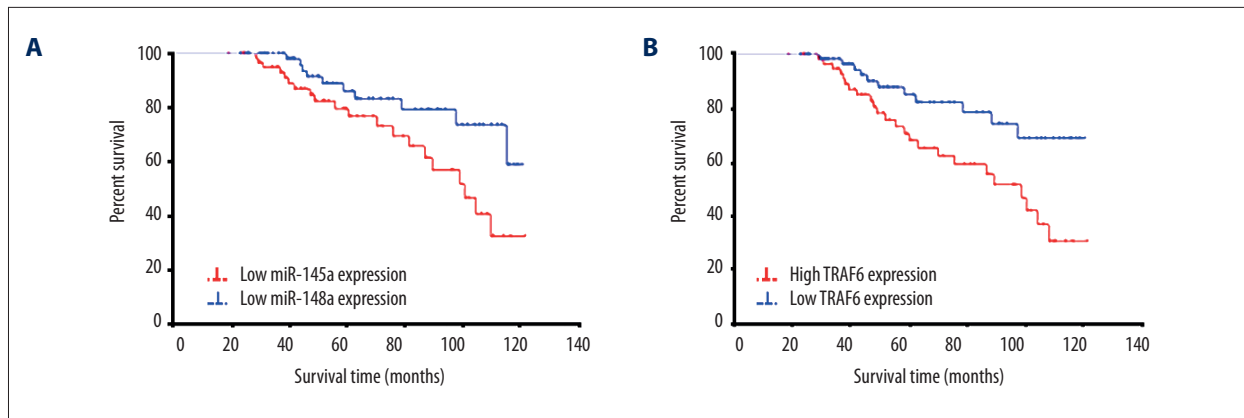 A
100
80
60
40
20
0
Percent survival
Low miR-145a expression
Low miR-148a expression
0 20 40 60 80 100 120 140
Survival time (months)
B
100
80
60
40
20
0
Percent survival
High TRAF6 expression
Low TRAF6 expression
0 20 40 60 80 100 120 140
Survival time (months)